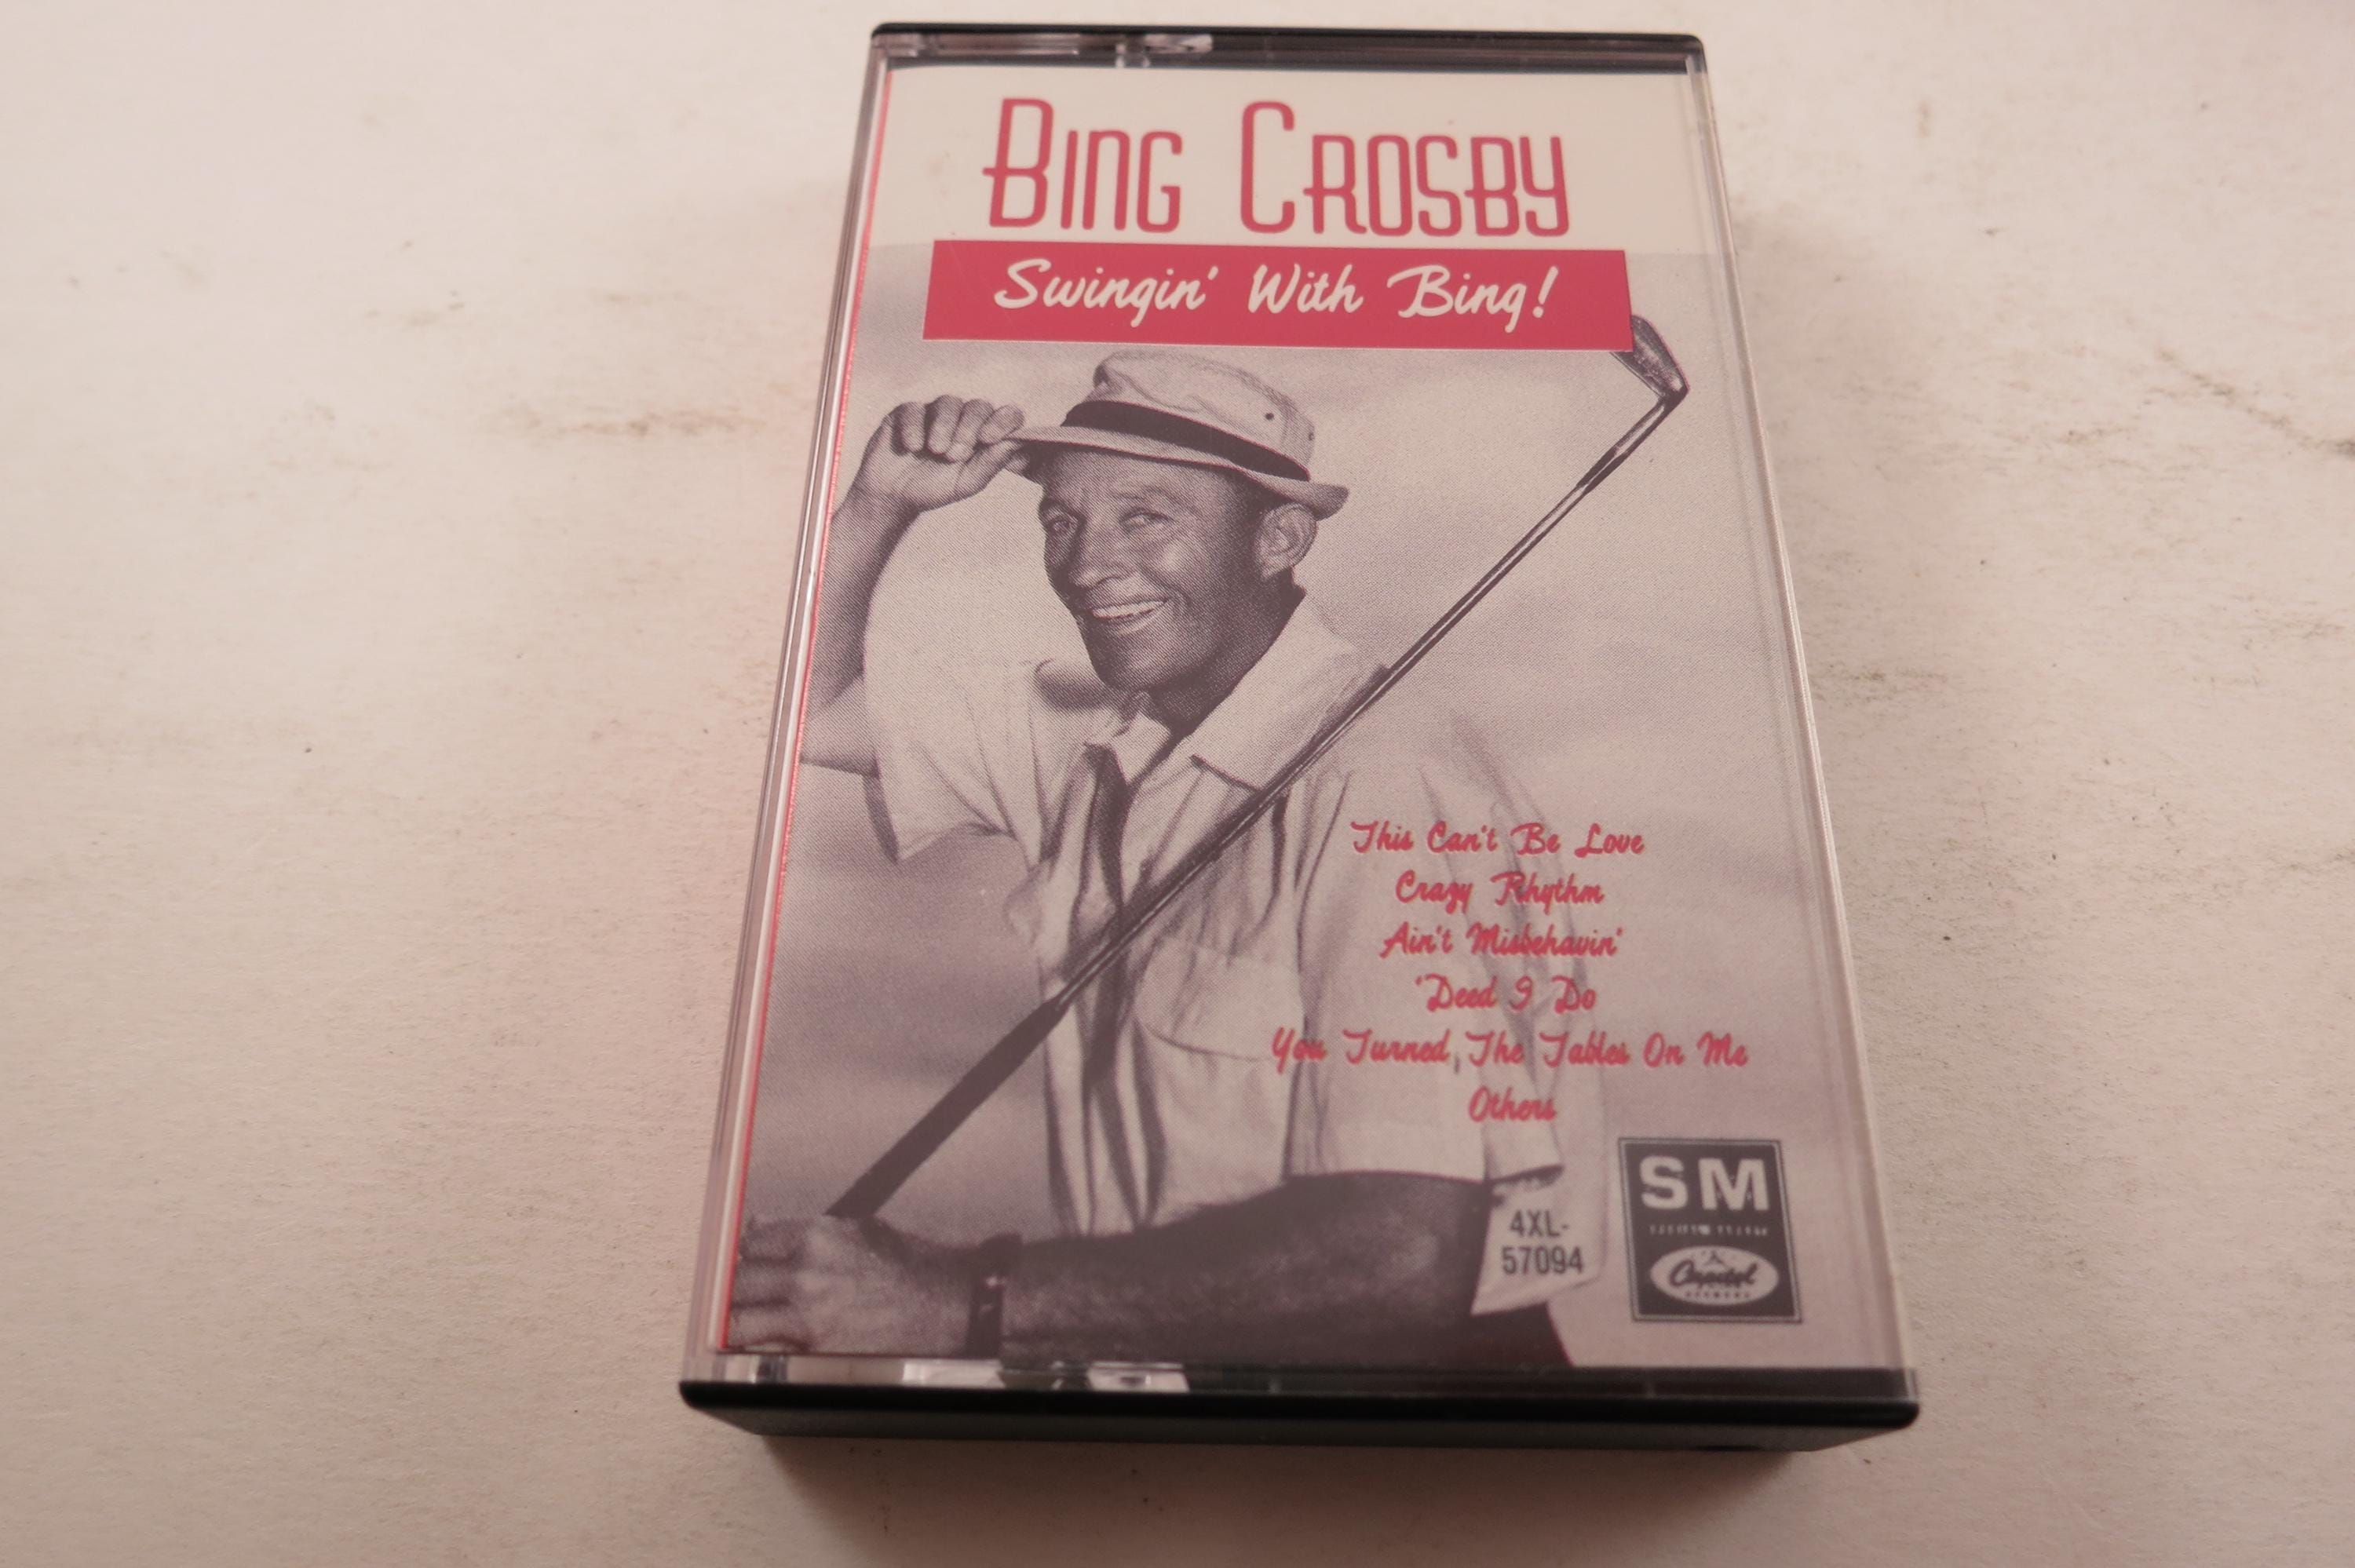 BING CROSBY
Swingin' With Bing!
This Can't Be Love
Crazy Rhythm
Ain't Misbehavin'
'Deed I Do
You Turned The Tables On Me
Others
4XL-
57094
SM
Capitol